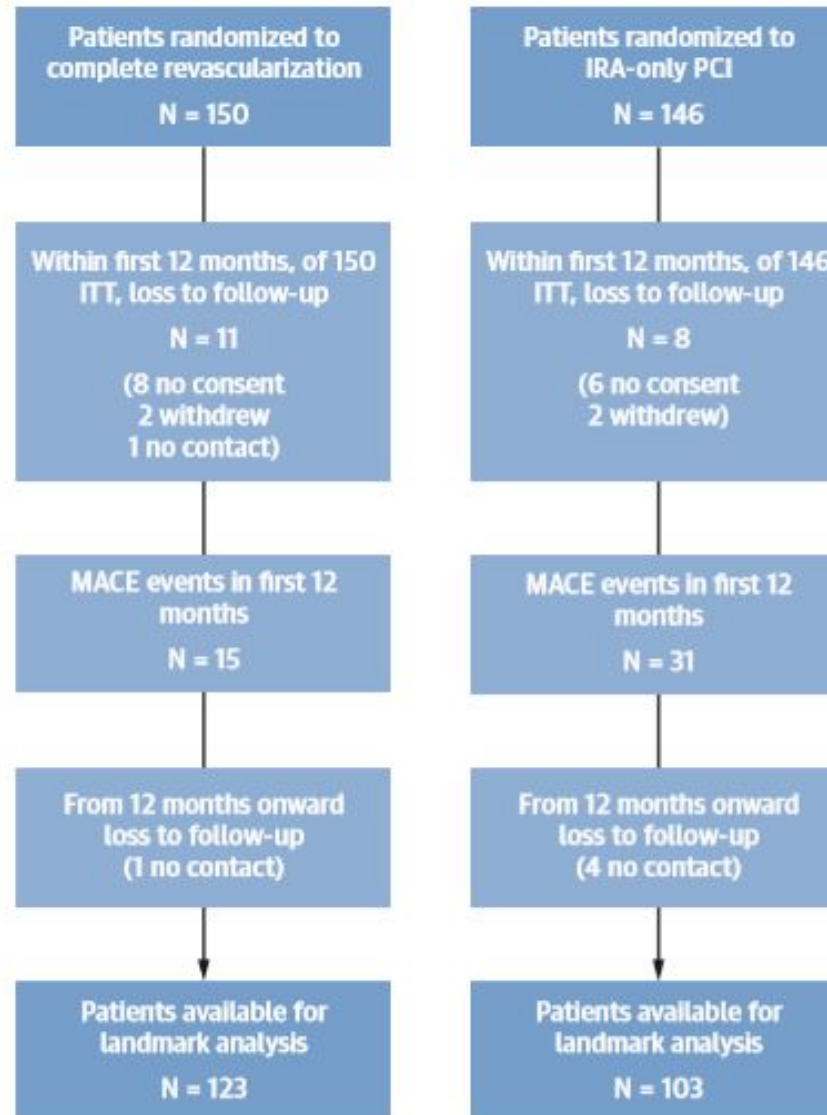 Patients randomized to
complete revascularization
N = 150
Within first 12 months, of 150
ITT, loss to follow-up
N = 11
(8 no consent
2 withdrew
1 no contact)
MACE events in first 12
months
N = 15
From 12 months onward
loss to follow-up
(1 no contact)
Patients available for
landmark analysis
N = 123
Patients randomized to
IRA-only PCI
N = 146
Within first 12 months, of 146
ITT, loss to follow-up
N = 8
(6 no consent
2 withdrew)
MACE events in first 12
months
N = 31
From 12 months onward
loss to follow-up
(4 no contact)
Patients available for
landmark analysis
N = 103